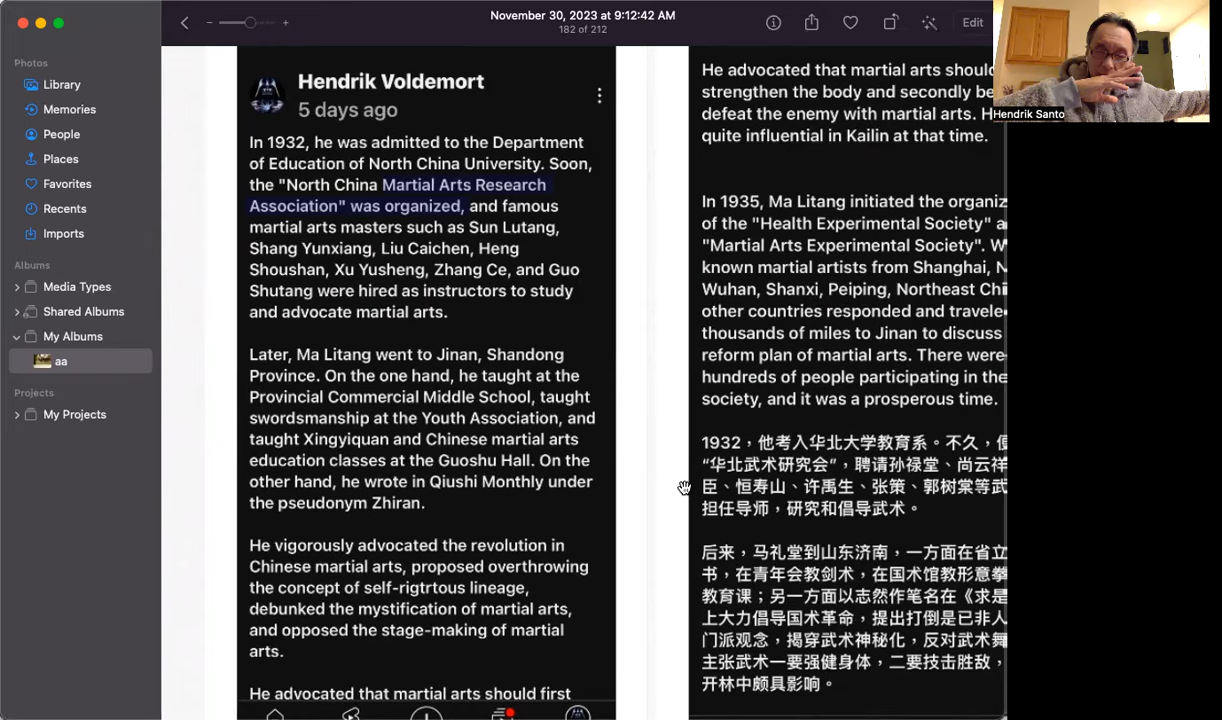 November 30, 2023 at 9:12:42 AM
182 of 212
Edit
Photos
Library
Memories
People
Places
Favorites
Recents
Imports
Albums
Media Types
Shared Albums
My Albums
aa
Projects
My Projects
Hendrik Voldemort
5 days ago
In 1932, he was admitted to the Department
of Education of North China University. Soon,
the "North China Martial Arts Research
Association" was organized, and famous
martial arts masters such as Sun Lutang,
Shang Yunxiang, Liu Caichen, Heng
Shoushan, Xu Yusheng, Zhang Ce, and Guo
Shutang were hired as instructors to study
and advocate martial arts.
Later, Ma Litang went to Jinan, Shandong
Province. On the one hand, he taught at the
Provincial Commercial Middle School, taught
swordsmanship at the Youth Association, and
taught Xingyiquan and Chinese martial arts
education classes at the Guoshu Hall. On the
other hand, he wrote in Qiushi Monthly under
the pseudonym Zhiran.
He vigorously advocated the revolution in
Chinese martial arts, proposed overthrowing
the concept of self-rigtrtous lineage,
debunked the mystification of martial arts,
and opposed the stage-making of martial
arts.
He advocated that martial arts should first
He advocated that martial arts should
strengthen the body and secondly be
defeat the enemy with martial arts. H
quite influential in Kailin at that time.
In 1935, Ma Litang initiated the organiz
of the "Health Experimental Society" a
"Martial Arts Experimental Society". W
known martial artists from Shanghai, N
Wuhan, Shanxi, Peiping, Northeast Chi
other countries responded and travele
thousands of miles to Jinan to discuss
reform plan of martial arts. There were
hundreds of people participating in the
society, and it was a prosperous time.
1932，他考入华北大学教育系。不久，便
“华北武术研究会”，聘请孙禄堂、尚云祥
臣、恒寿山、许禹生、张策、郭树棠等武
担任导师，研究和倡导武术。
后来，马礼堂到山东济南，一方面在省立
书，在青年会教剑术，在国术馆教形意拳
教育课；另一方面以志然作笔名在《求是
上大力倡导国术革命，提出打倒是已非人
门派观念，揭穿武术神秘化，反对武术舞
主张武术一要强健身体，二要技击胜敌，
开林中颇具影响。
Hendrik Santo